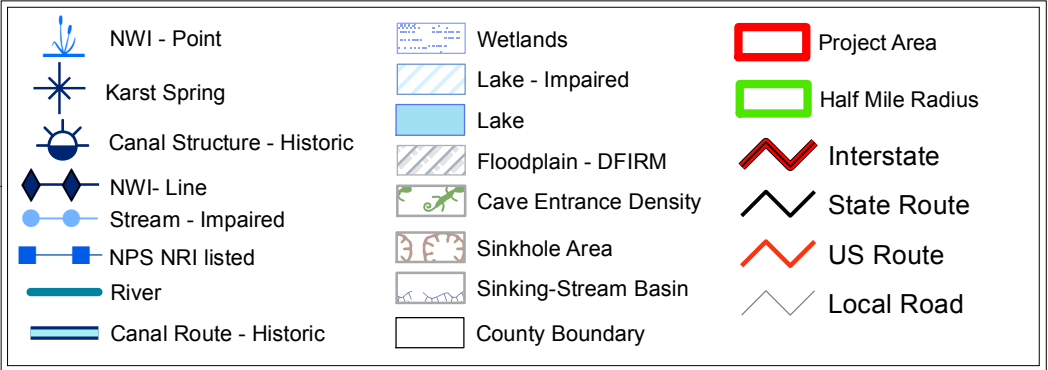 NWI - Point
Karst Spring
Canal Structure - Historic
NWI- Line
Stream - Impaired
NPS NRI listed
River
Canal Route - Historic
Wetlands
Lake - Impaired
Lake
Floodplain - DFIRM
Cave Entrance Density
Sinkhole Area
Sinking-Stream Basin
County Boundary
Project Area
Half Mile Radius
Interstate
State Route
US Route
Local Road